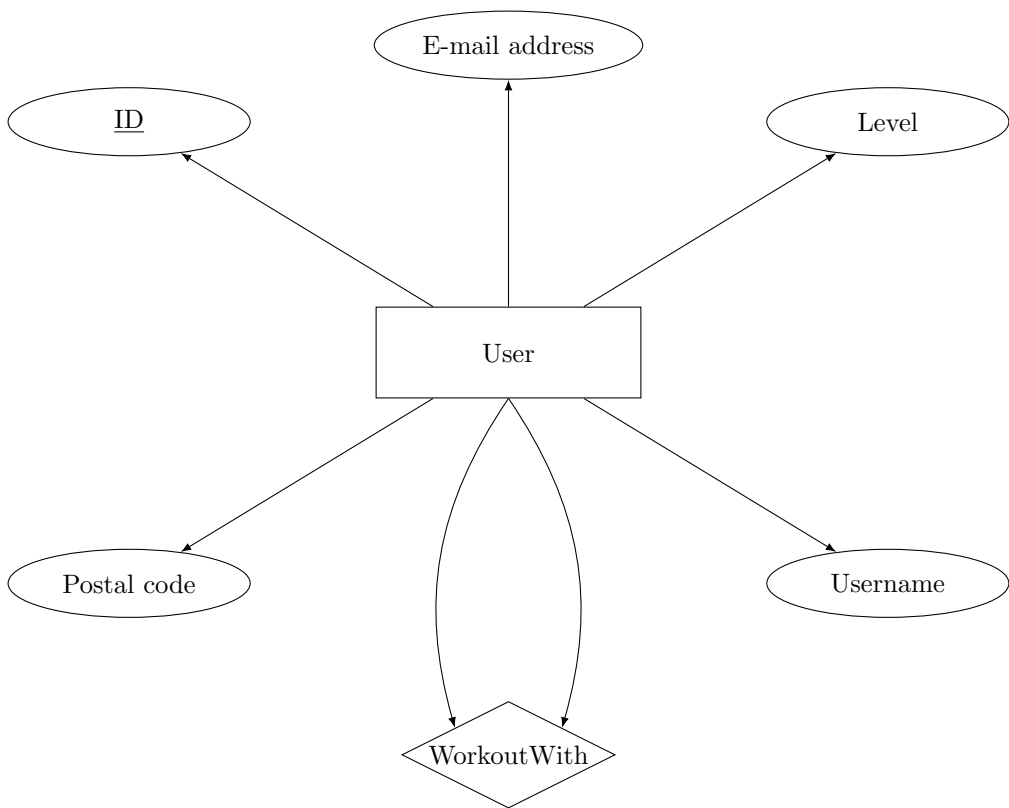 E-mail address
ID
Level
User
Postal code
Username
WorkoutWith